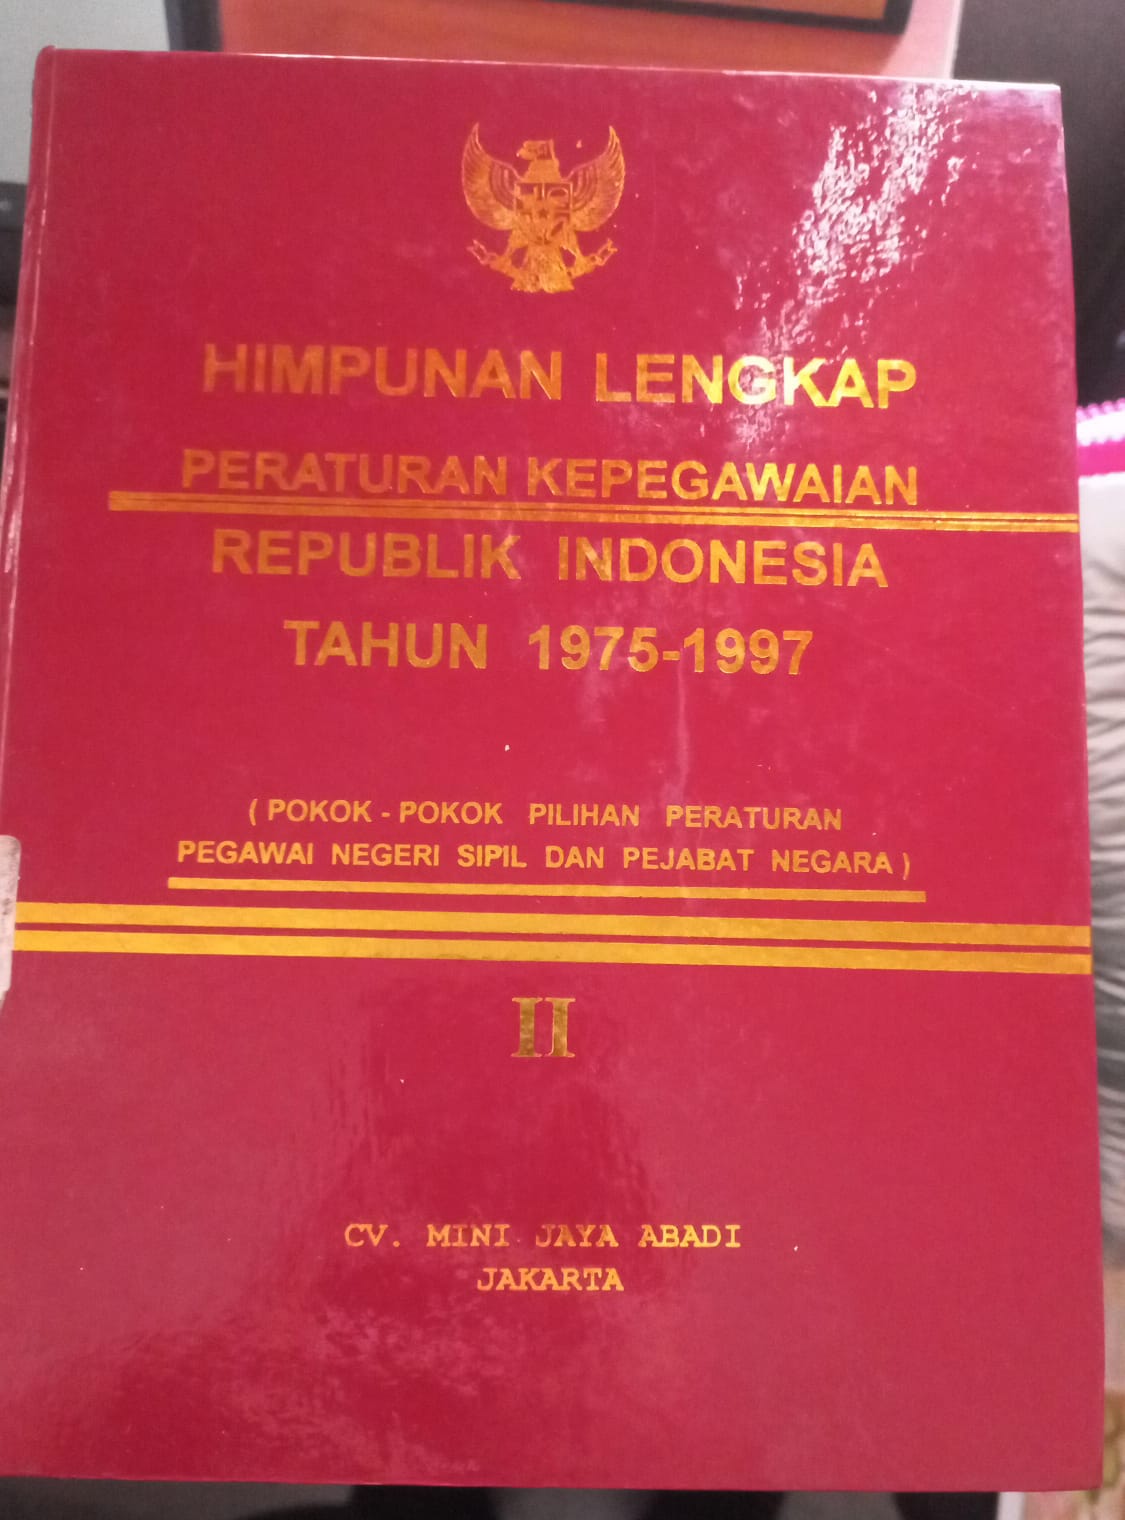 HIMPUNAN LENGKAP
PERATURAN KEPEGAWAIAN
REPUBLIK INDONESIA
TAHUN 1975-1997
( POKOK - POKOK PILIHAN PERATURAN
PEGAWAI NEGERI SIPIL DAN PEJABAT NEGARA )
II
CV. MINI JAYA ABADI
JAKARTA